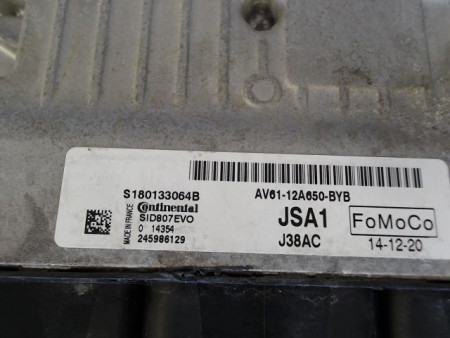 S180133064B
Continental
SID807EVO
0 14354
245986129
MADE IN FRANCE
AV61-12A650-BYB
JSA1
J38AC
FoMoCo
14-12-20